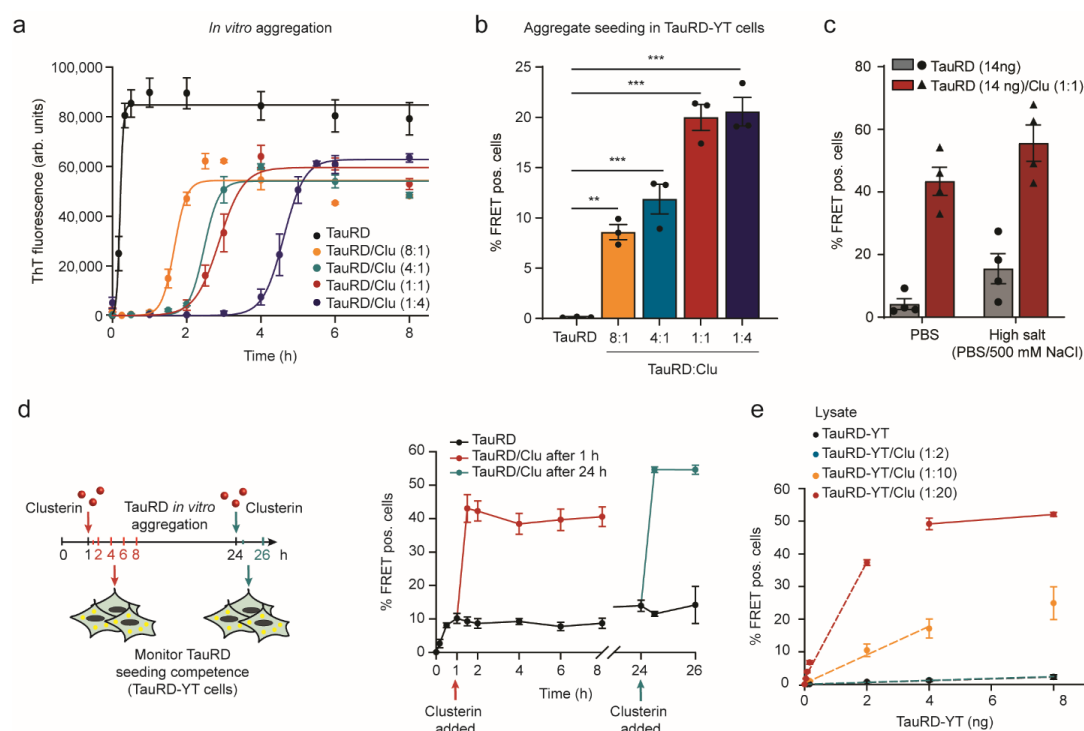 a
In vitro aggregation
ThT fluorescence (arb. units)
100,000
80,000
60,000
40,000
20,000
0
TauRD
TauRD/Clu (8:1)
TauRD/Clu (4:1)
TauRD/Clu (1:1)
TauRD/Clu (1:4)
0 2 4 6 8
Time (h)
b
Aggregate seeding in TauRD-YT cells
% FRET pos. cells
25
20
15
10
5
0
***
***
***
**
TauRD 8:1 4:1 1:1 1:4
TauRD:Clu
c
% FRET pos. cells
80
60
40
20
0
TauRD (14ng)
TauRD (14 ng)/Clu (1:1)
PBS High salt
(PBS/500 mM NaCl)
d
Clusterin TauRD in vitro Clusterin
aggregation
0 1 2 4 6 8 24 26 h
Monitor TauRD
seeding competence
(TauRD-YT cells)
TauRD
TauRD/Clu after 1 h
TauRD/Clu after 24 h
% FRET pos. cells
60
50
40
30
20
10
0
0 1 2 4 6 8 24 26
Time (h)
Clusterin
added
Clusterin
added
e
Lysate
TauRD-YT
TauRD-YT/Clu (1:2)
TauRD-YT/Clu (1:10)
TauRD-YT/Clu (1:20)
% FRET pos. cells
60
50
40
30
20
10
0
0 2 4 6 8
TauRD-YT (ng)